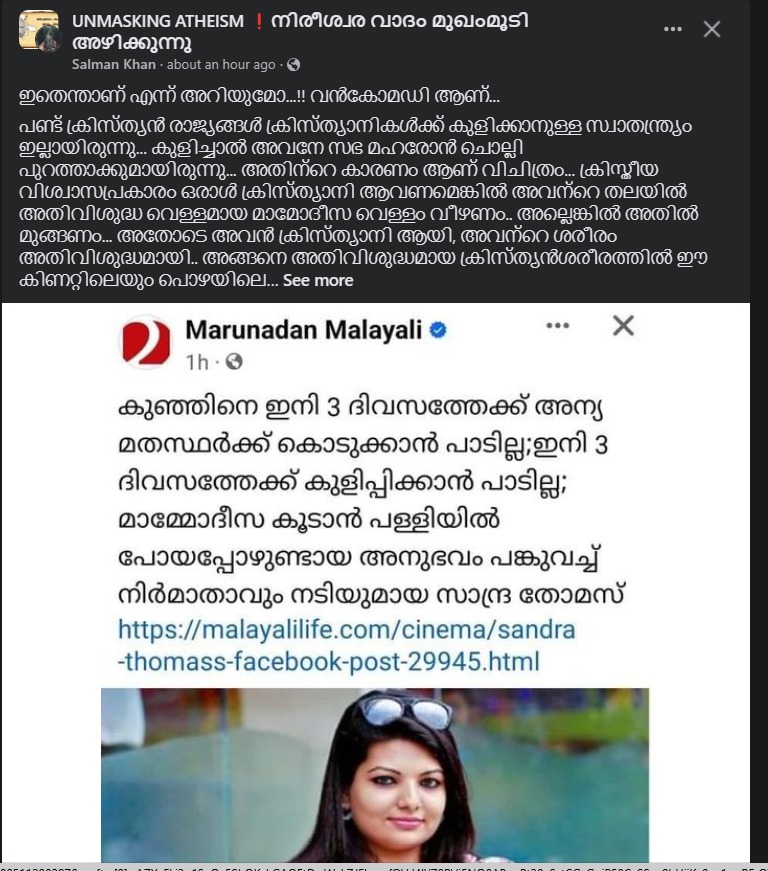 UNMASKING ATHEISM ❗നിരീശ്വര വാദം മുഖംമൂടി
അഴിക്കുന്നു
Salman Khan · about an hour ago ·
ഇതെന്താണ് എന്ന് അറിയുമോ...!! വൻകോമഡി ആണ്...
പണ്ട് ക്രിസ്ത്യൻ രാജ്യങ്ങൾ ക്രിസ്ത്യാനികൾക്ക് കുളിക്കാനുള്ള സ്വാതന്ത്ര്യം
ഇല്ലായിരുന്നു... കുളിച്ചാൽ അവനേ സഭ മഹരോൻ ചൊല്ലി
പുറത്താക്കുമായിരുന്നു... അതിന്റെ കാരണം ആണ് വിചിത്രം... ക്രിസ്തീയ
വിശ്വാസപ്രകാരം ഒരാൾ ക്രിസ്ത്യാനി ആവണമെങ്കിൽ അവന്റെ തലയിൽ
അതിവിശുദ്ധ വെള്ളമായ മാമോദീസ വെള്ളം വീഴണം.. അല്ലെങ്കിൽ അതിൽ
മുങ്ങണം... അതോടെ അവൻ ക്രിസ്ത്യാനി ആയി, അവന്റെ ശരീരം
അതിവിശുദ്ധമായി.. അങ്ങനെ അതിവിശുദ്ധമായ ക്രിസ്ത്യൻശരീരത്തിൽ ഈ
കിണറ്റിലെയും പൊഴയിലെ... See more
Marunadan Malayali
1h ·
കുഞ്ഞിനെ ഇനി 3 ദിവസത്തേക്ക് അന്യ
മതസ്ഥർക്ക് കൊടുക്കാൻ പാടില്ല;ഇനി 3
ദിവസത്തേക്ക് കുളിപ്പിക്കാൻ പാടില്ല;
മാമ്മോദീസ കൂടാൻ പള്ളിയിൽ
പോയപ്പോഴുണ്ടായ അനുഭവം പങ്കുവച്ച്
നിർമാതാവും നടിയുമായ സാന്ദ്ര തോമസ്
https://malayalilife.com/cinema/sandra
-thomass-facebook-post-29945.html